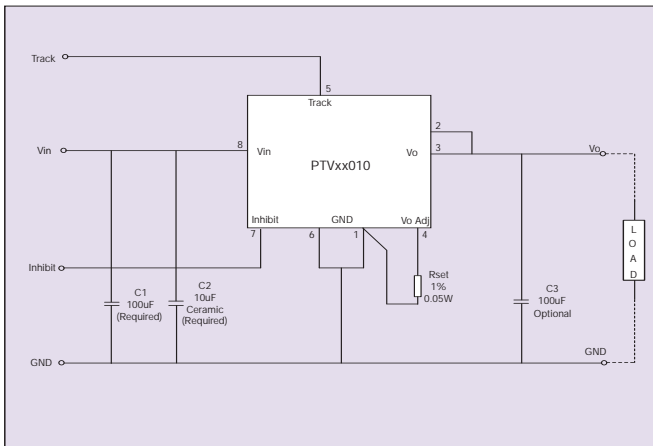 Track
5
Track
2
8
3
Vin
Vin
Vo
Vo
PTVxx010
Inhibit
GND
Vo Adj
7
6
1
4
L
O
A
D
Inhibit
C1
100uF
(Required)
C2
10uF
Ceramic
(Required)
Rset
1%
0.05W
C3
100uF
Optional
GND
GND